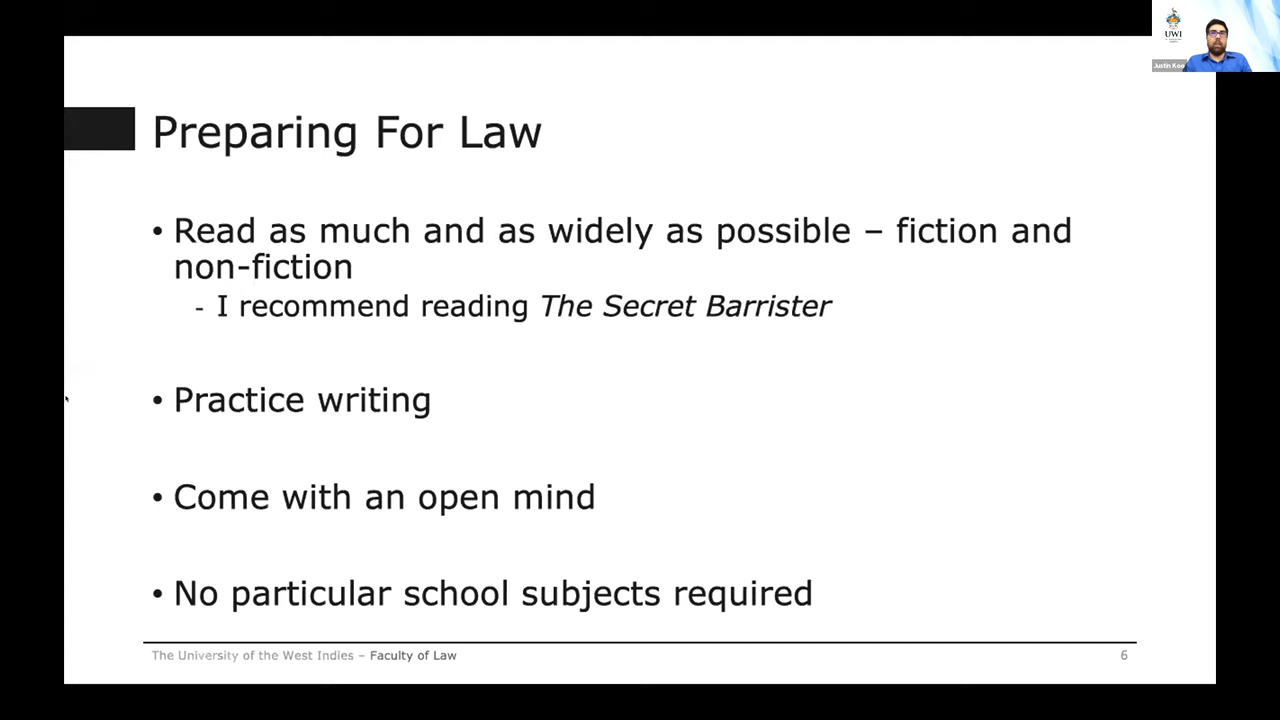 UWI
Justin Koo
Preparing For Law
• Read as much and as widely as possible – fiction and
non-fiction
- I recommend reading The Secret Barrister
• Practice writing
• Come with an open mind
• No particular school subjects required
The University of the West Indies – Faculty of Law
6